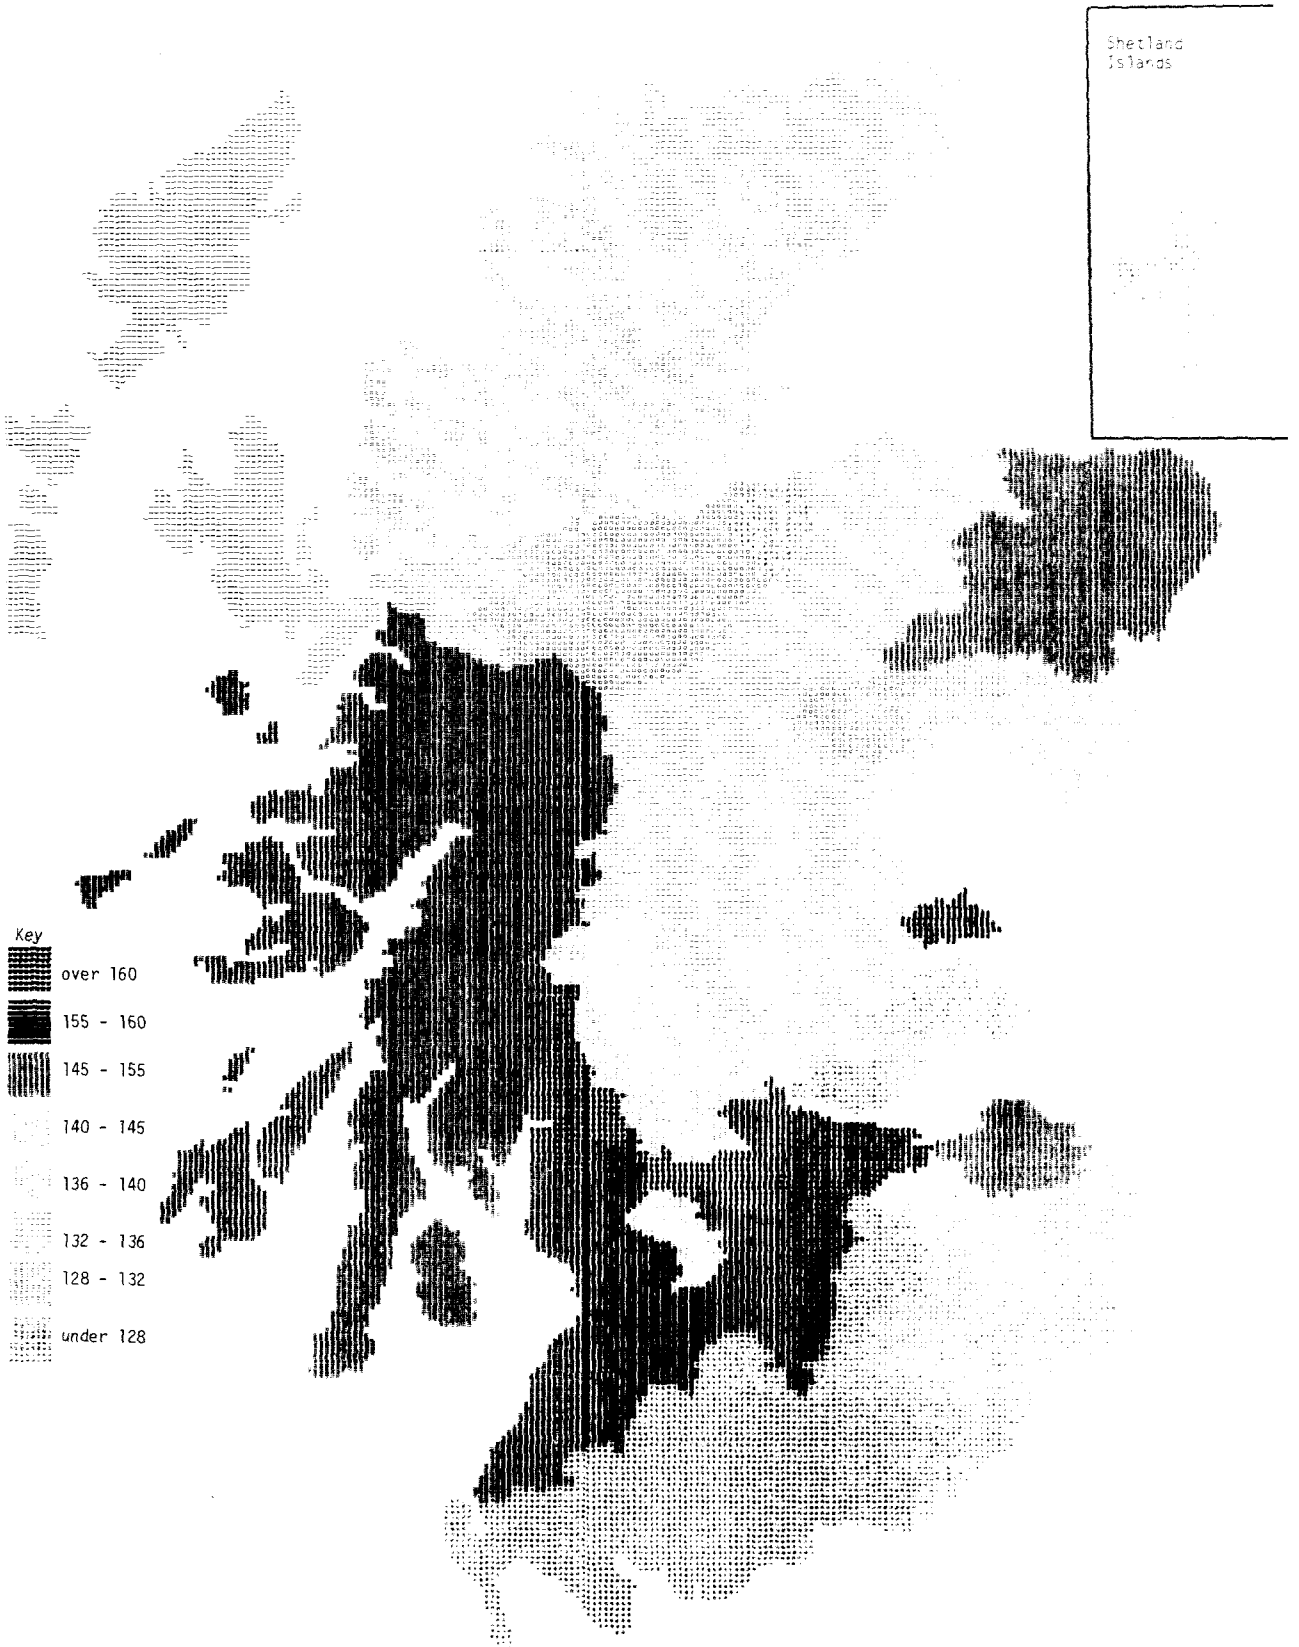 Shetland
Islands
Key
over 160
155 - 160
145 - 155
140 - 145
136 - 140
132 - 136
128 - 132
under 128